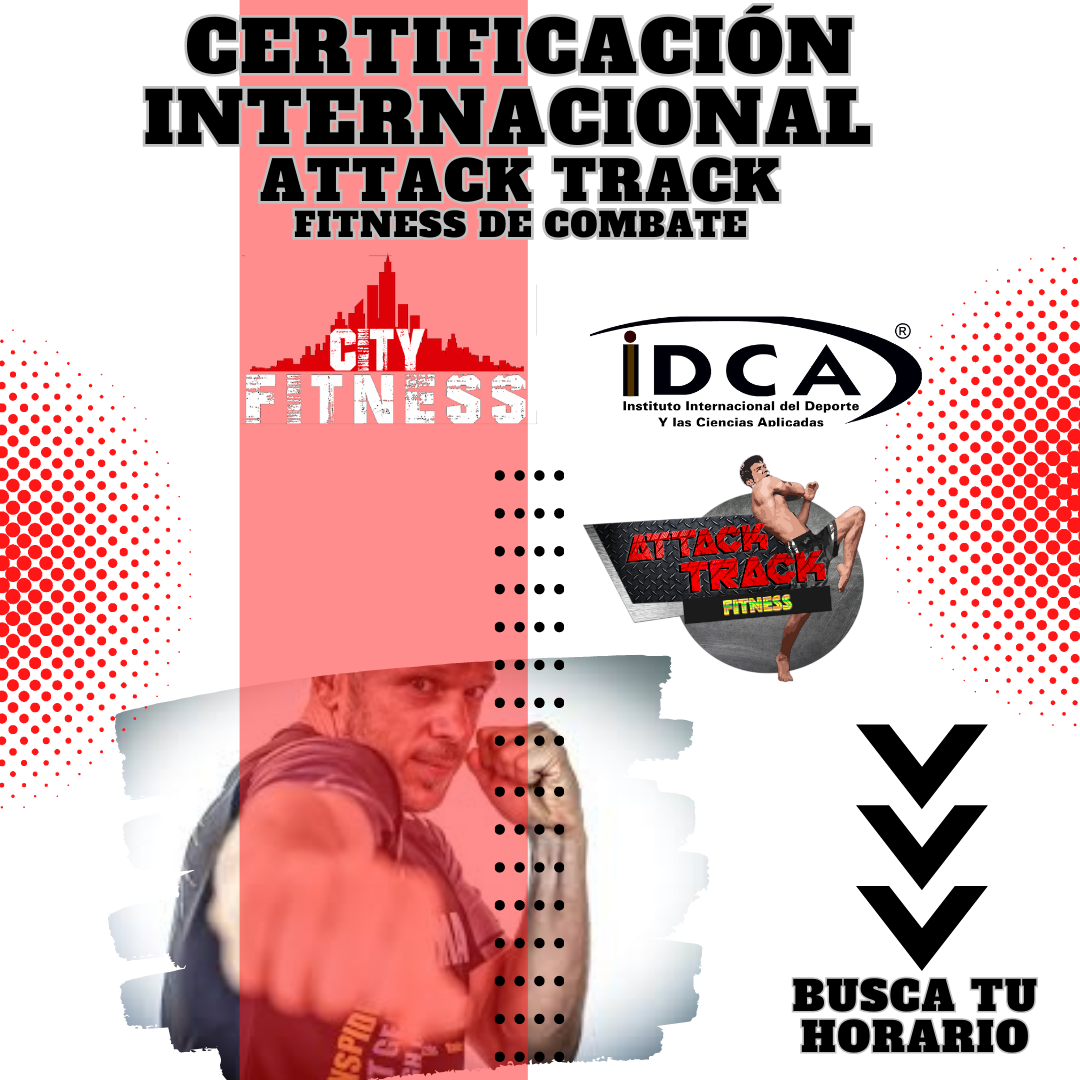 CERTIFICACIÓN
INTERNACIONAL
ATTACK TRACK
FITNESS DE COMBATE
CITY
FITNESS
iDCA®
Instituto Internacional del Deporte
Y las Ciencias Aplicadas
ATTACK
TRACK
FITNESS
BUSCA TU
HORARIO